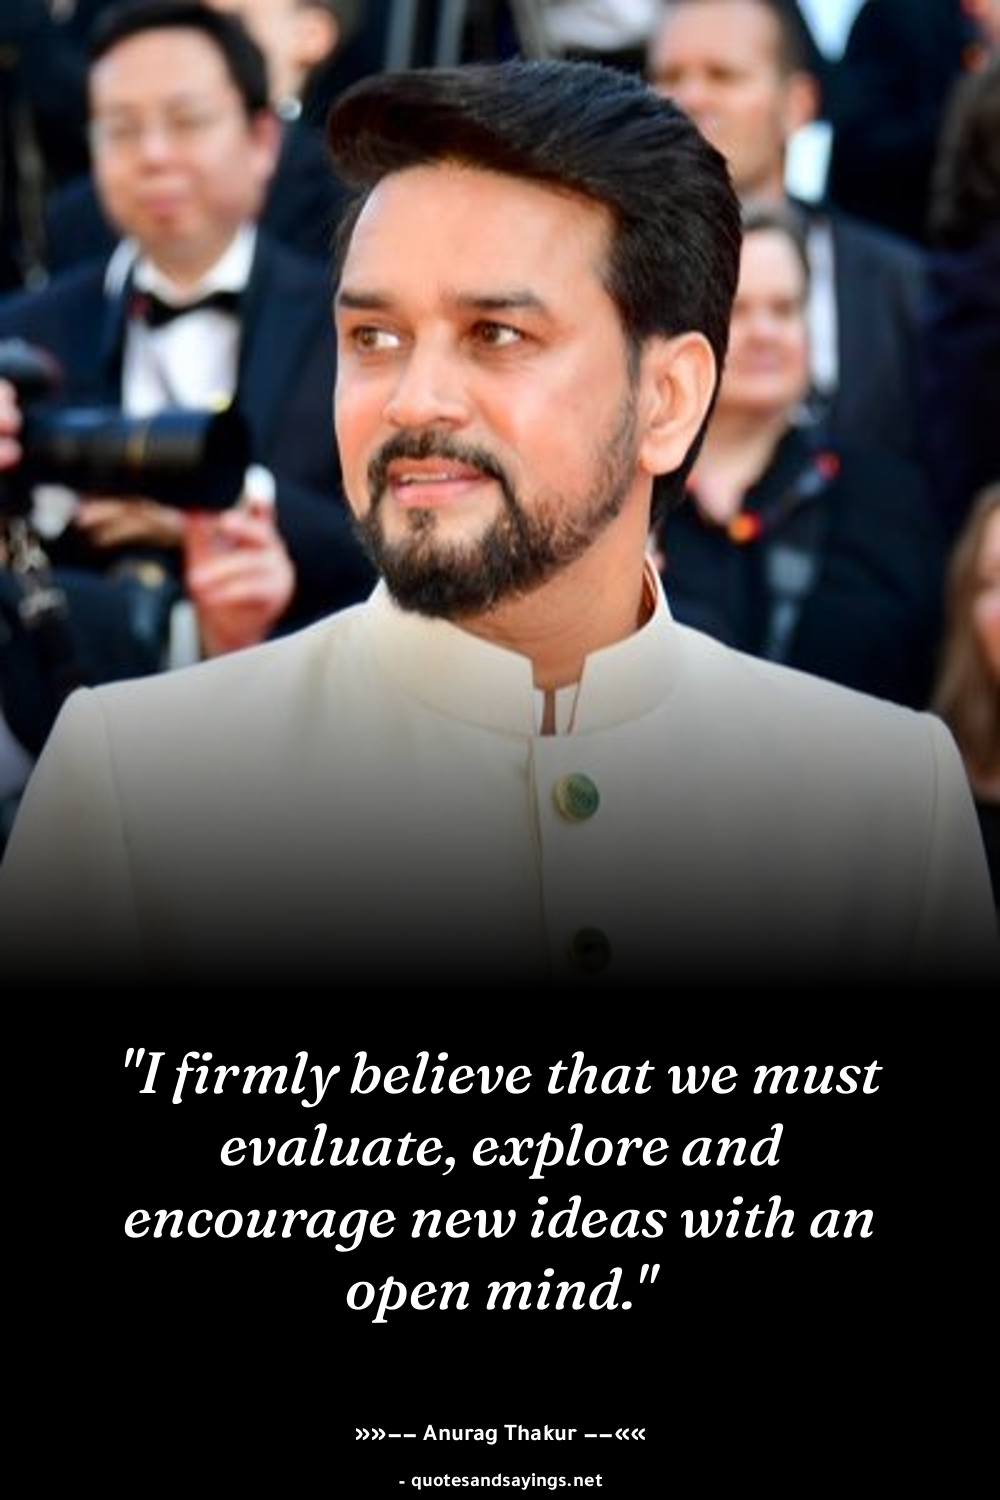 "I firmly believe that we must
evaluate, explore and
encourage new ideas with an
open mind."
»»–– Anurag Thakur ––««
- quotesandsayings.net